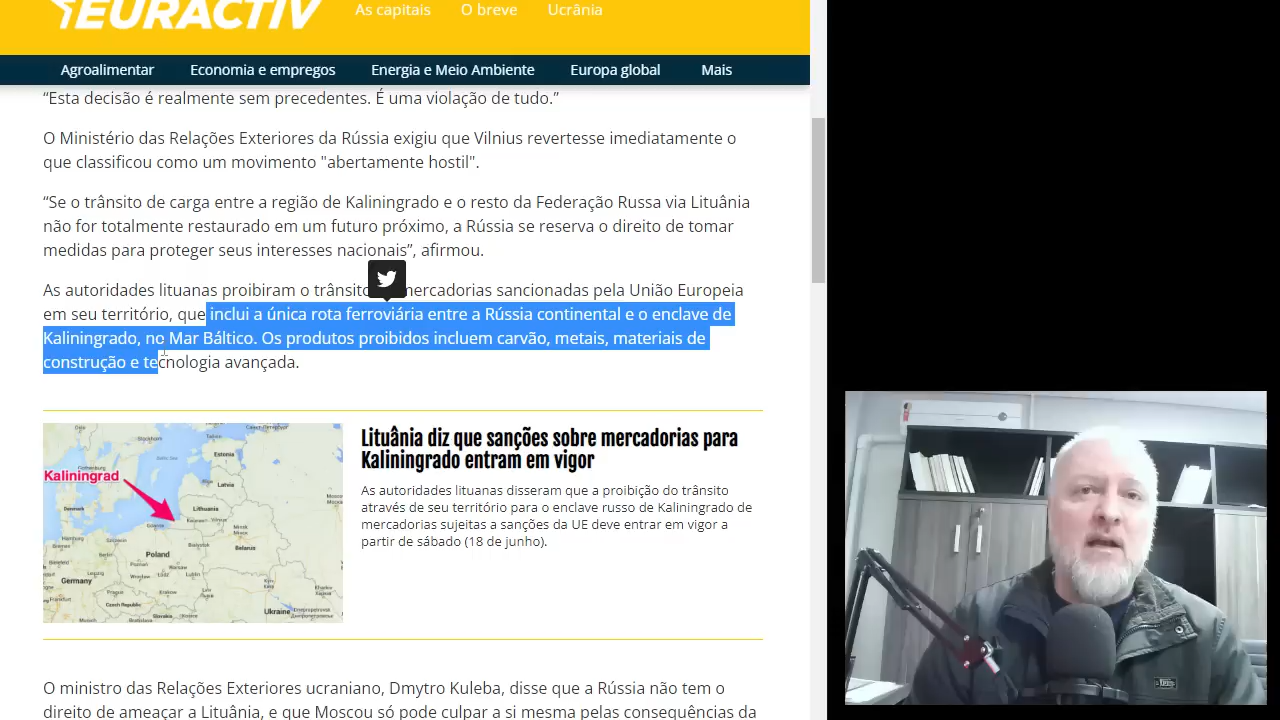 EURACTIV
As capitais O breve Ucrânia
Agroalimentar Economia e empregos Energia e Meio Ambiente Europa global Mais
“Esta decisão é realmente sem precedentes. É uma violação de tudo.”
O Ministério das Relações Exteriores da Rússia exigiu que Vilnius revertesse imediatamente o
que classificou como um movimento "abertamente hostil".
“Se o trânsito de carga entre a região de Kaliningrado e o resto da Federação Russa via Lituânia
não for totalmente restaurado em um futuro próximo, a Rússia se reserva o direito de tomar
medidas para proteger seus interesses nacionais”, afirmou.
As autoridades lituanas proibiram o trânsito mercadorias sancionadas pela União Europeia
em seu território, que inclui a única rota ferroviária entre a Rússia continental e o enclave de
Kaliningrado, no Mar Báltico. Os produtos proibidos incluem carvão, metais, materiais de
construção e tecnologia avançada.
Kaliningrad
Estonia
Latvia
Lithuania
Poland
Belarus
Germany
Czech Republic
Ukraine
Lituânia diz que sanções sobre mercadorias para
Kaliningrado entram em vigor
As autoridades lituanas disseram que a proibição do trânsito
através de seu território para o enclave russo de Kaliningrado de
mercadorias sujeitas a sanções da UE deve entrar em vigor a
partir de sábado (18 de junho).
O ministro das Relações Exteriores ucraniano, Dmytro Kuleba, disse que a Rússia não tem o
direito de ameaçar a Lituânia, e que Moscou só pode culpar a si mesma pelas consequências da